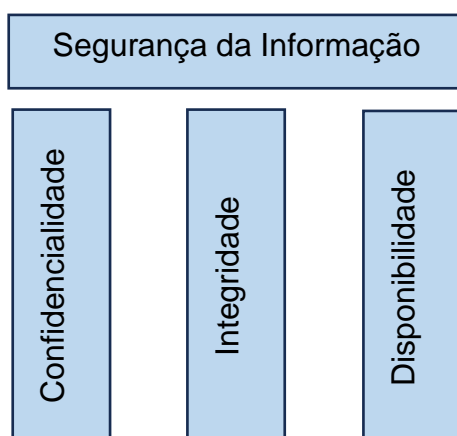 Segurança da Informação
Confidencialidade
Integridade
Disponibilidade